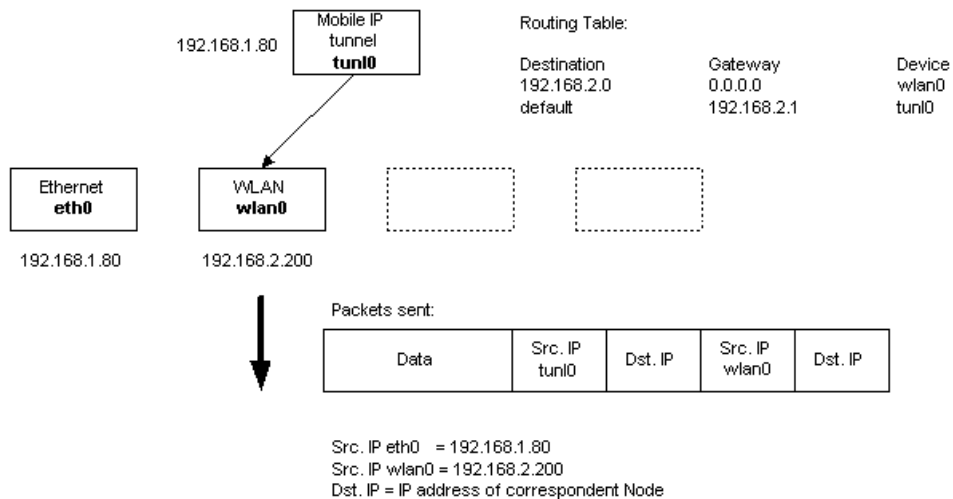 Mobile IP
tunnel
tunl0
192.168.1.80
Routing Table:
Destination Gateway Device
192.168.2.0 0.0.0.0 wlan0
default 192.168.2.1 tunl0
Ethernet
eth0
WLAN
wlan0
192.168.1.80
192.168.2.200
Packets sent:
Data
Src. IP
tunl0
Dst. IP
Src. IP
wlan0
Dst. IP
Src. IP eth0 = 192.168.1.80
Src. IP wlan0 = 192.168.2.200
Dst. IP = IP address of correspondent Node